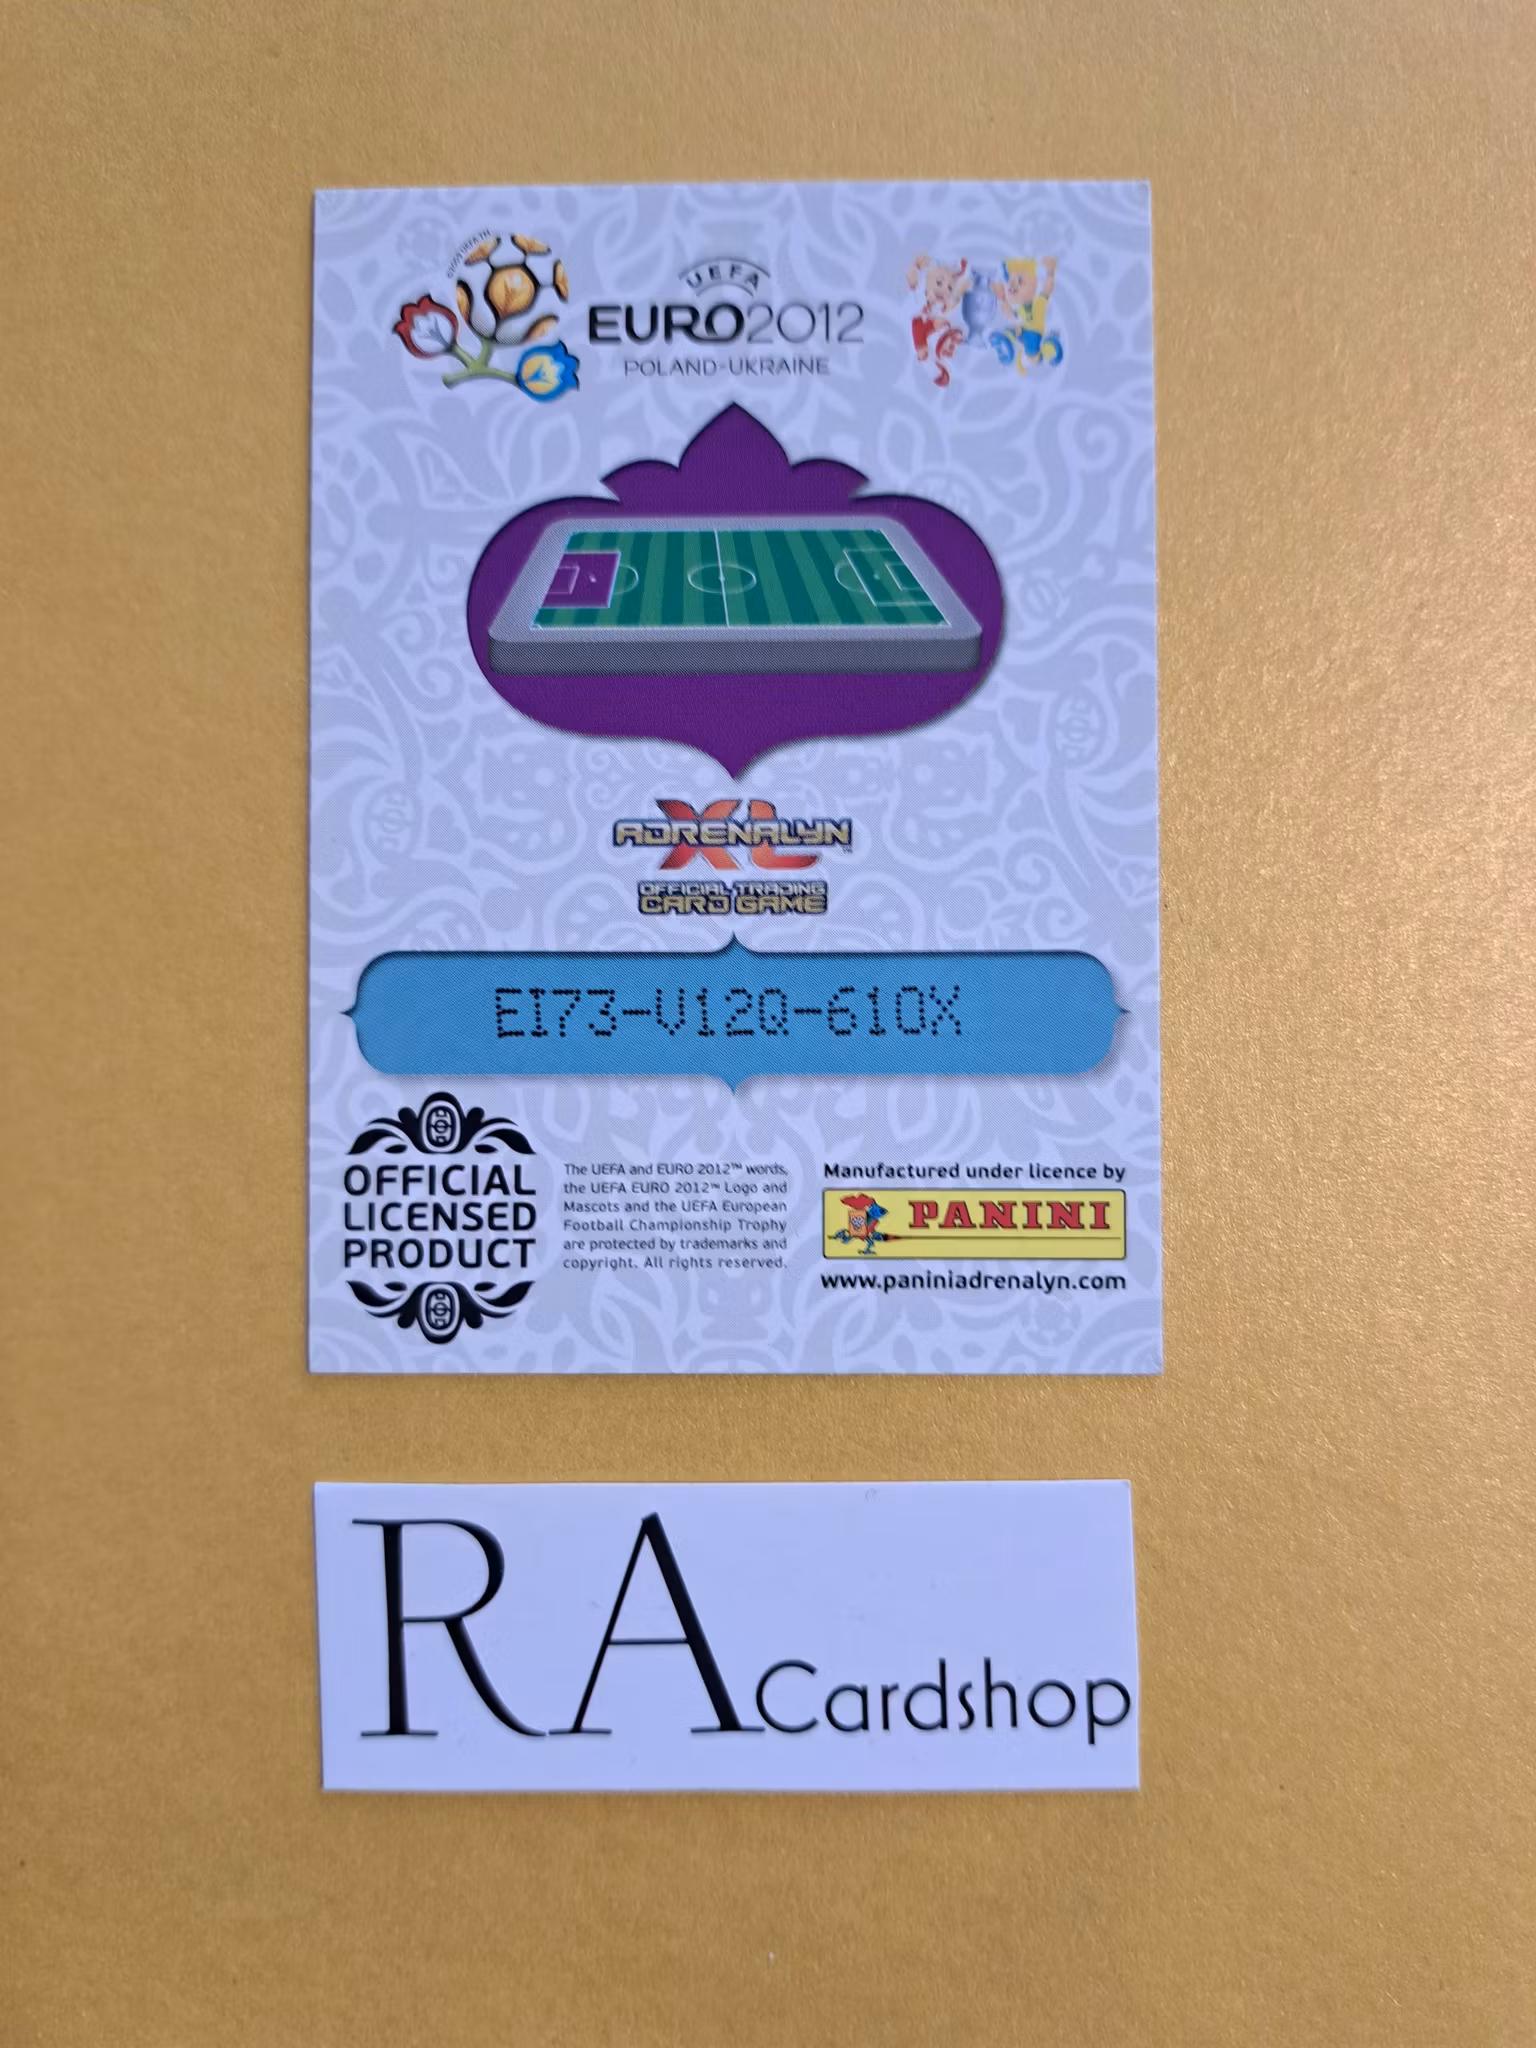 UEFA
EURO2012
POLAND-UKRAINE
ADRENALYN
XL
OFFICIAL TRADING
CARD GAME
EI73-V12Q-610X
OFFICIAL
LICENSED
PRODUCT
The UEFA and EURO 2012™ words,
the UEFA EURO 2012™ Logo and
Mascots and the UEFA European
Football Championship Trophy
are protected by trademarks and
copyright. All rights reserved.
Manufactured under licence by
PANINI
www.paniniadrenalyn.com
RA Cardshop